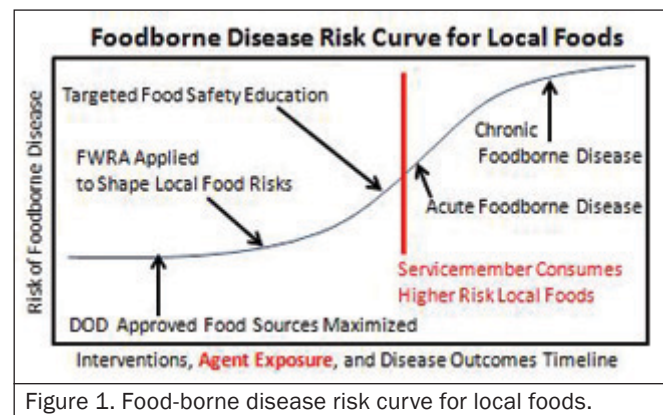 Foodborne Disease Risk Curve for Local Foods
Risk of Foodborne Disease
Targeted Food Safety Education
FWRA Applied
to Shape Local Food Risks
DOD Approved Food Sources Maximized
Chronic
Foodborne Disease
Acute Foodborne Disease
Servicemember Consumes
Higher Risk Local Foods
Interventions, Agent Exposure, and Disease Outcomes Timeline
Figure 1. Food-borne disease risk curve for local foods.